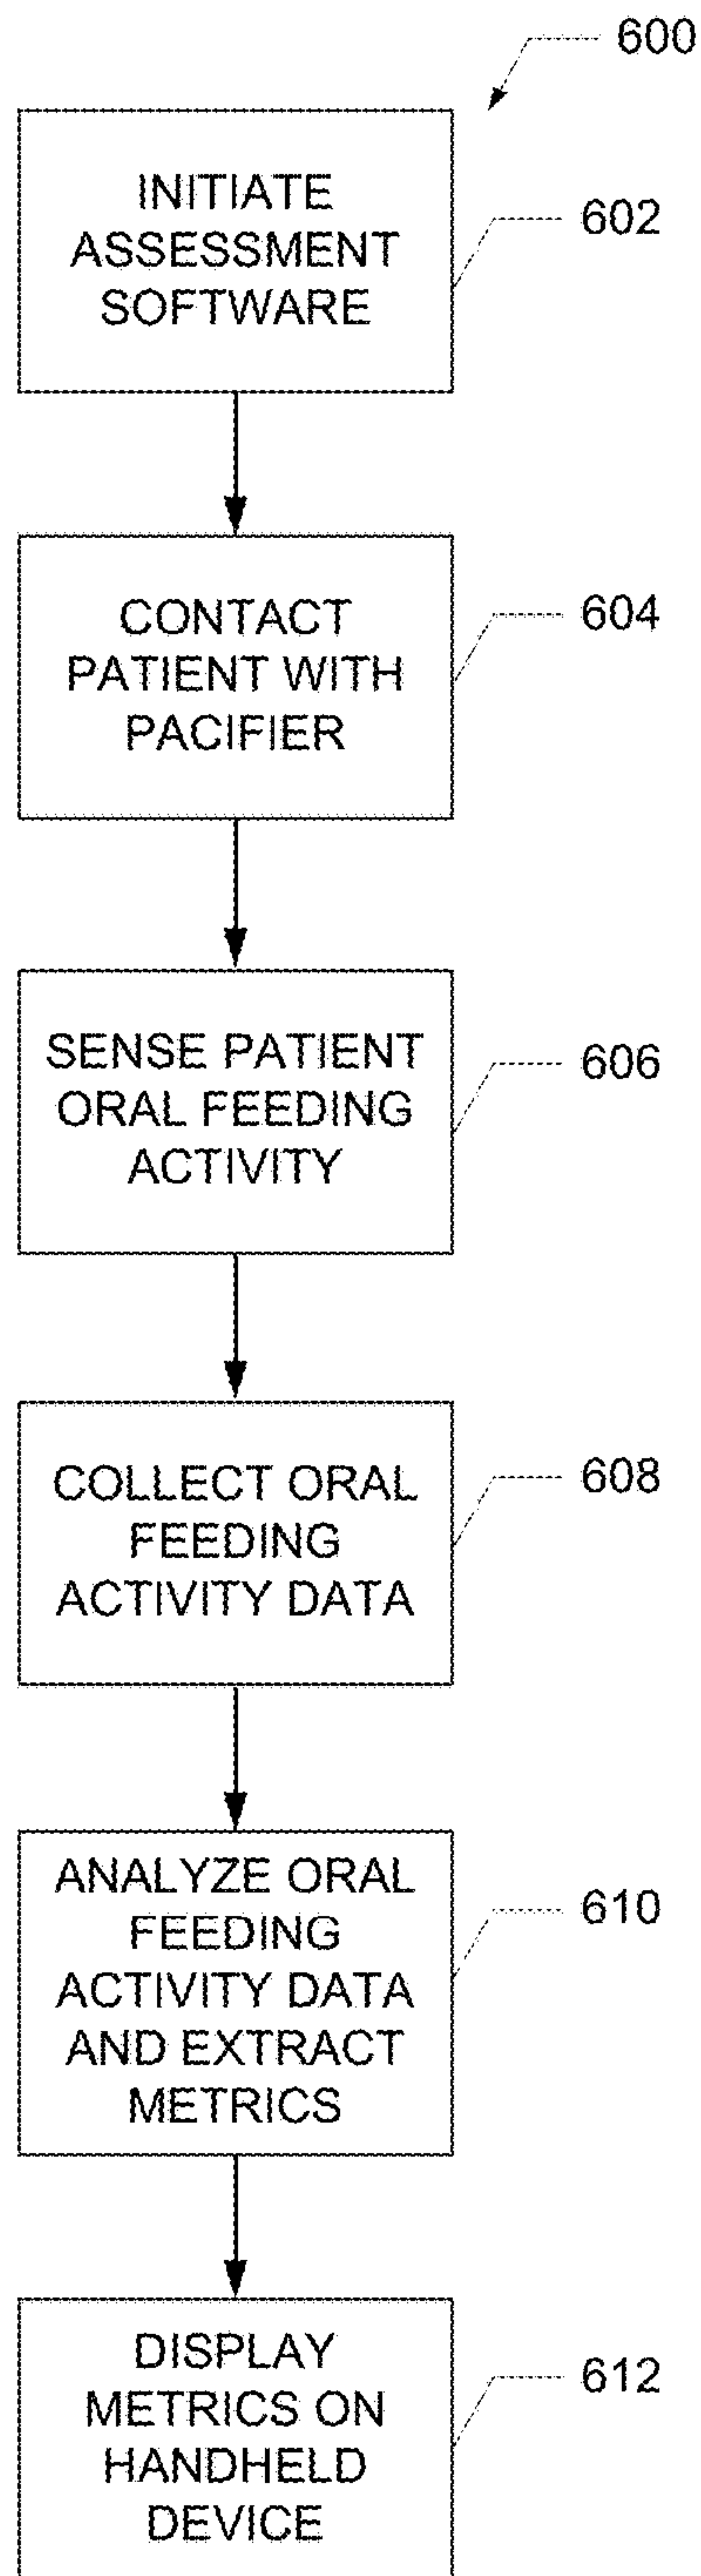 600
INITIATE
ASSESSMENT
SOFTWARE
602
CONTACT
PATIENT WITH
PACIFIER
604
SENSE PATIENT
ORAL FEEDING
ACTIVITY
606
COLLECT ORAL
FEEDING
ACTIVITY DATA
608
ANALYZE ORAL
FEEDING
ACTIVITY DATA
AND EXTRACT
METRICS
610
DISPLAY
METRICS ON
HANDHELD
DEVICE
612